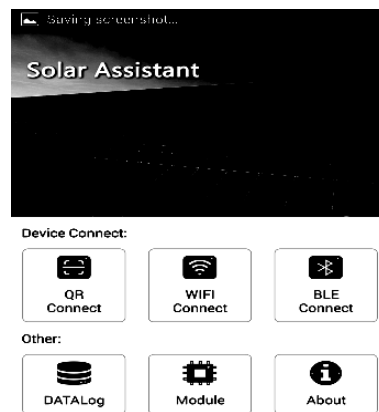 Saving screenshot...
Solar Assistant
Device Connect:
QR Connect
WIFI Connect
BLE Connect
Other:
DATALog
Module
About